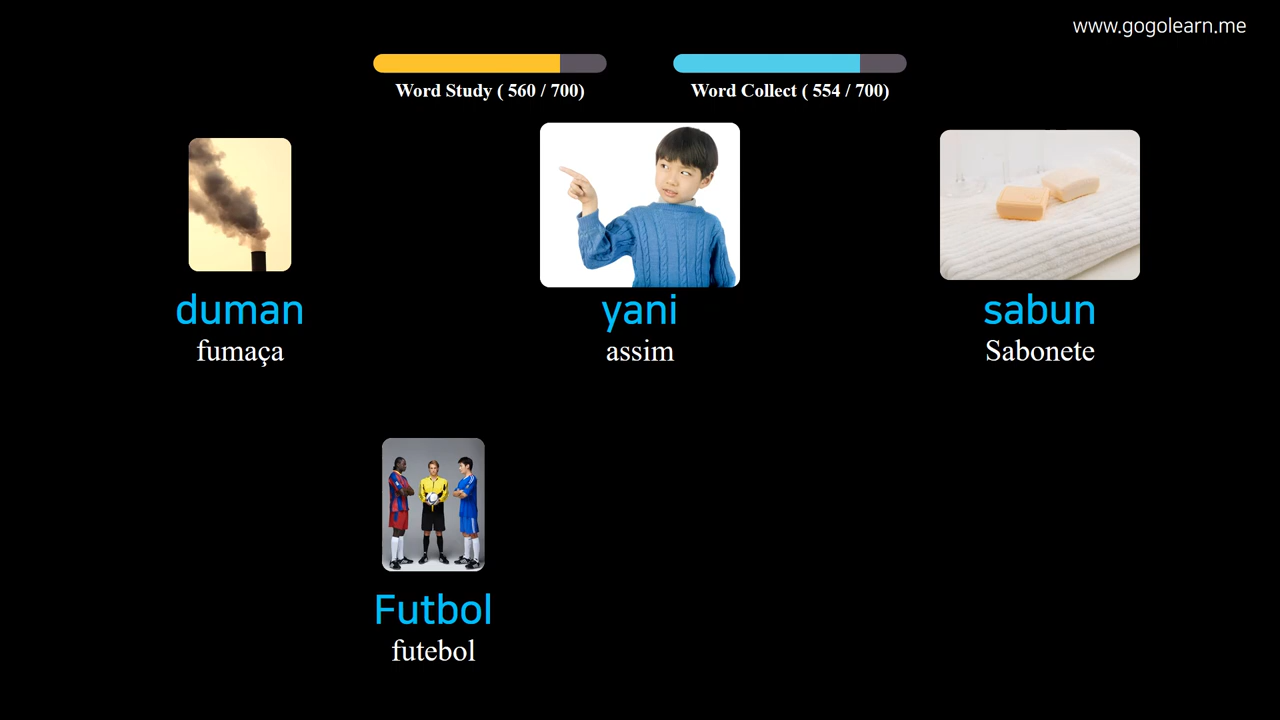 www.gogolearn.me
Word Study ( 560 / 700)
Word Collect ( 554 / 700)
duman
fumaça
yani
assim
sabun
Sabonete
Futbol
futebol